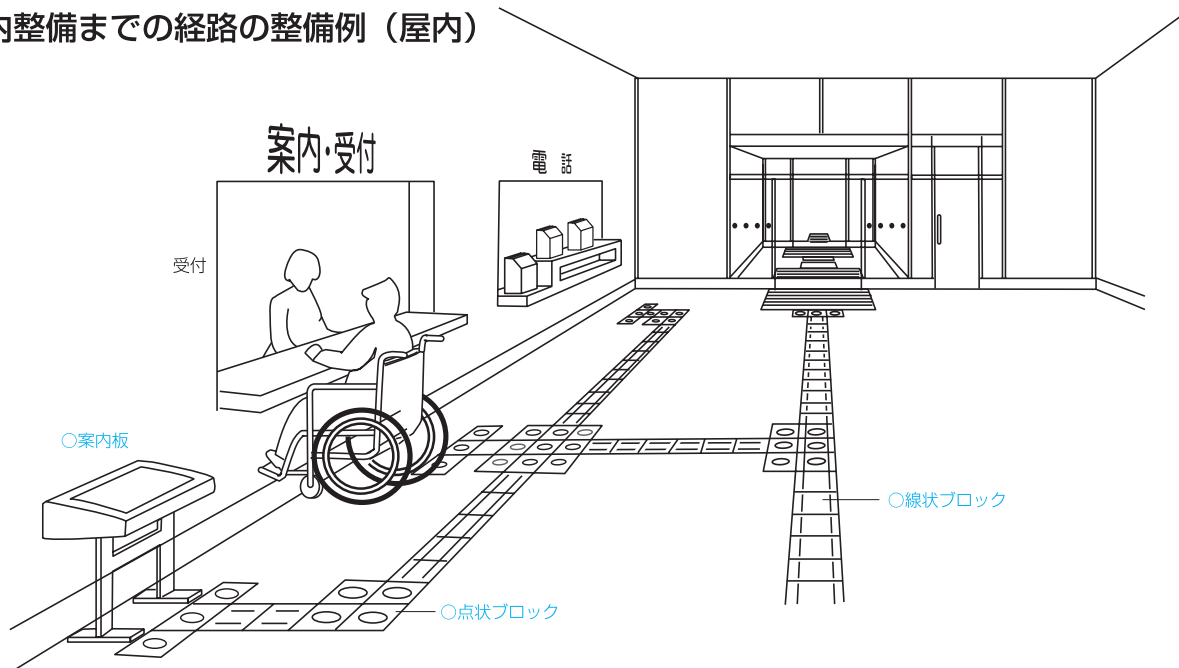 内整備までの経路の整備例（屋内）
案内・受付
電話
受付
○案内板
○線状ブロック
○点状ブロック